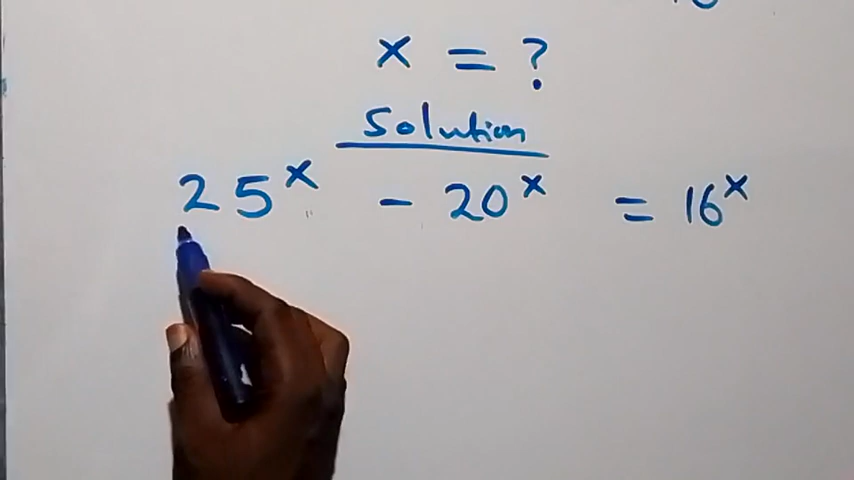 x = ?
Solution
25^x - 20^x = 16^x